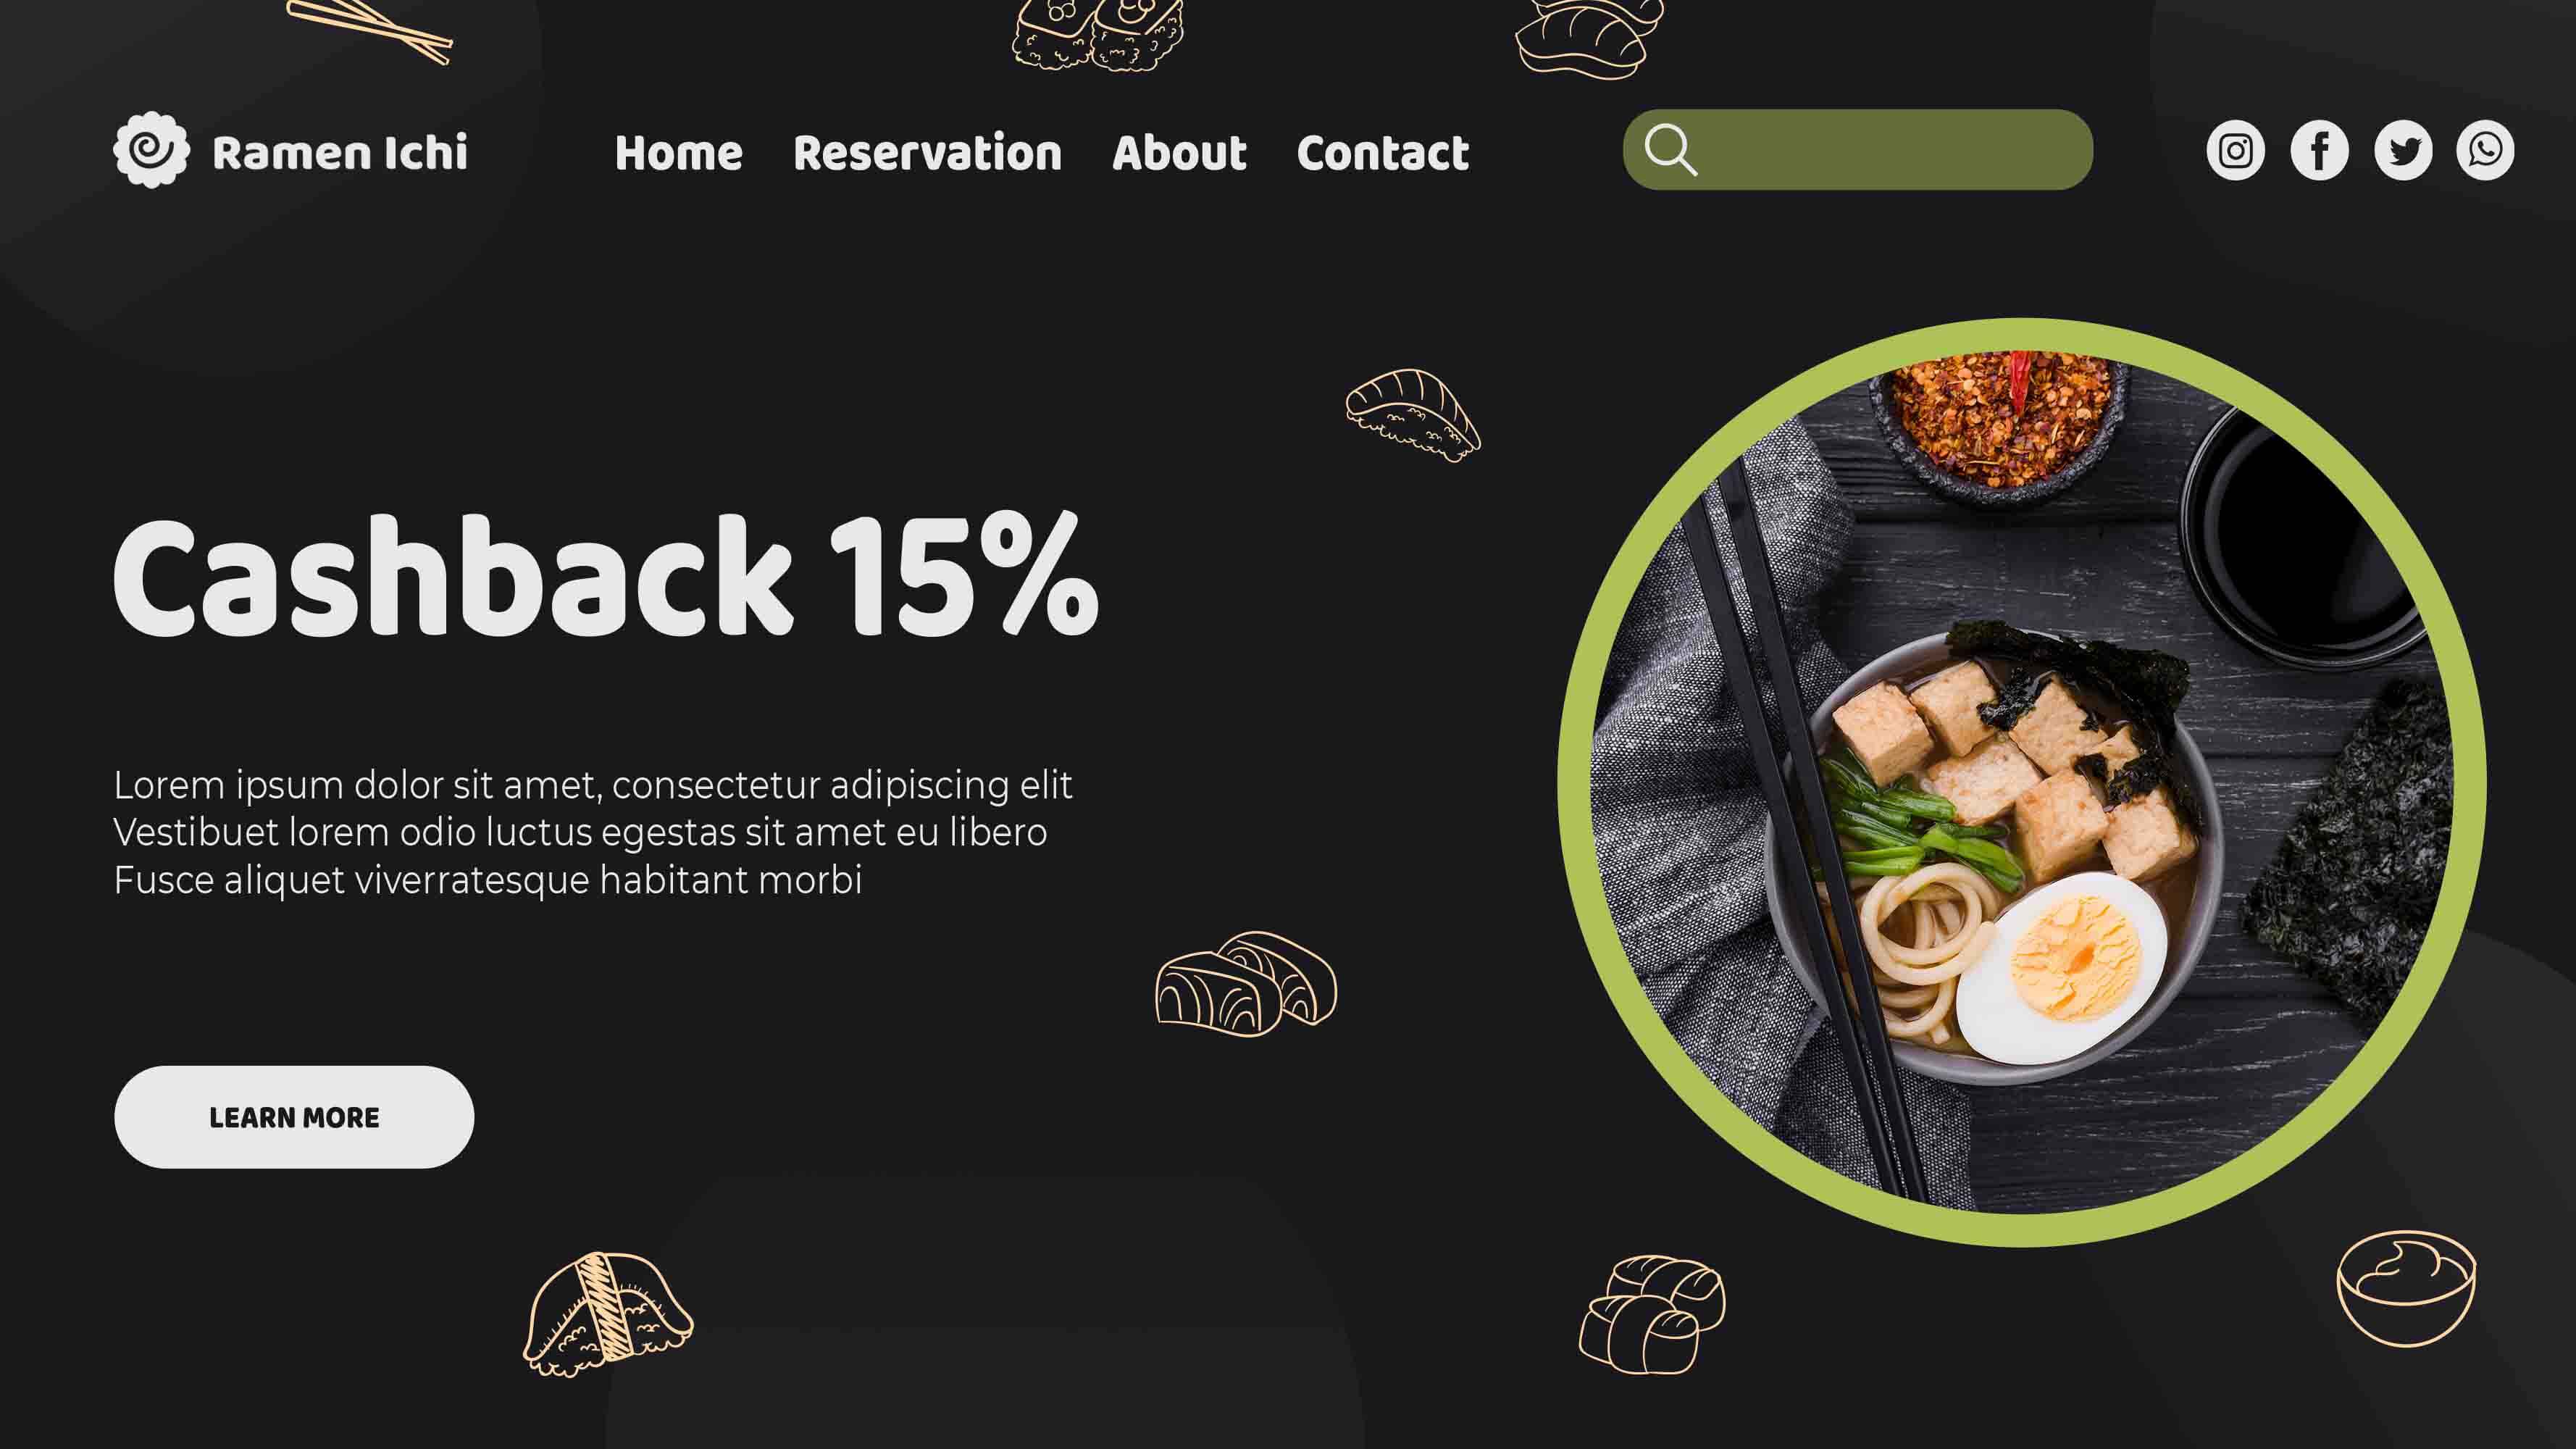 Ramen Ichi
Home Reservation About Contact
Cashback 15%
Lorem ipsum dolor sit amet, consectetur adipiscing elit
Vestibuet lorem odio luctus egestas sit amet eu libero
Fusce aliquet viverratesque habitant morbi
LEARN MORE